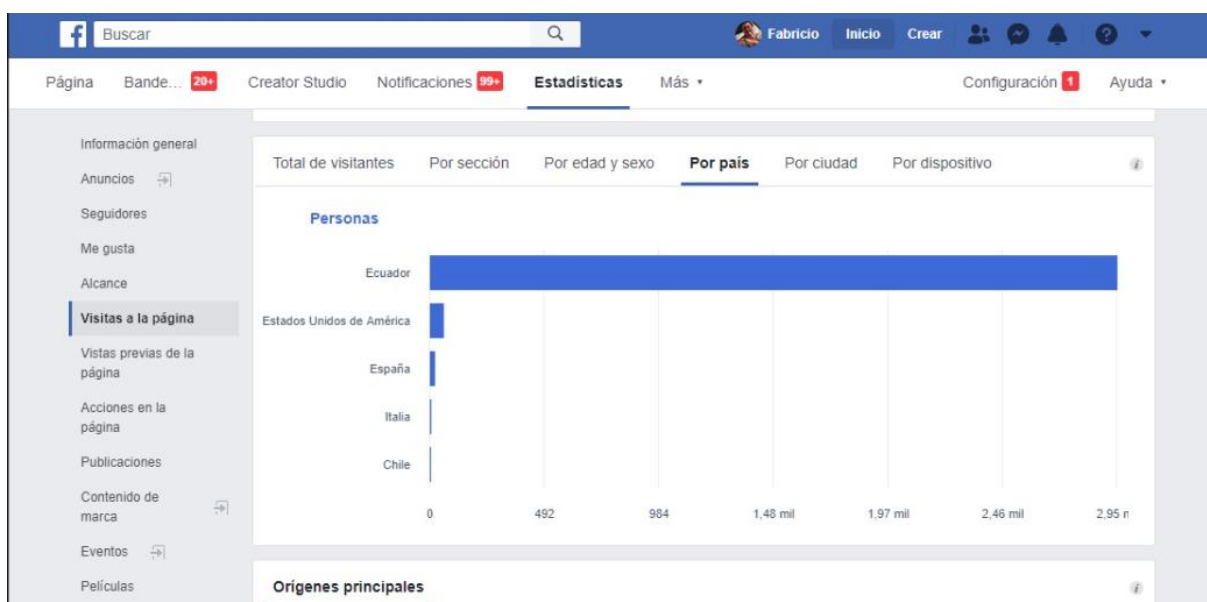 f Buscar Fabricio Inicio Crear
Página Bande... 20+ Creator Studio Notificaciones 99+ Estadísticas Más Configuración 1 Ayuda
Información general
Anuncios
Seguidores
Me gusta
Alcance
Visitas a la página
Vistas previas de la
página
Acciones en la
página
Publicaciones
Contenido de
marca
Eventos
Películas
Total de visitantes Por sección Por edad y sexo Por país Por ciudad Por dispositivo
Personas
Ecuador
Estados Unidos de América
España
Italia
Chile
0 492 984 1,48 mil 1,97 mil 2,46 mil 2,95 m
Orígenes principales